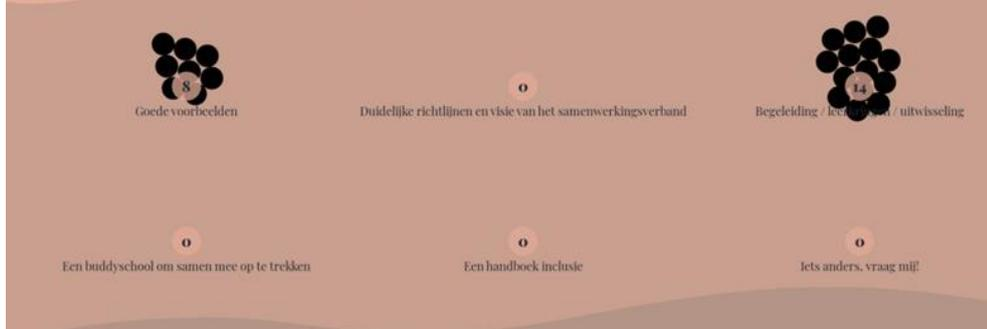 8
Goede voorbeelden
0
Duidelijke richtlijnen en visie van het samenwerkingsverband
14
Begeleiding / / uitwisseling
0
Een buddyschool om samen mee op te trekken
0
Een handboek inclusie
0
Iets anders, vraag mij!